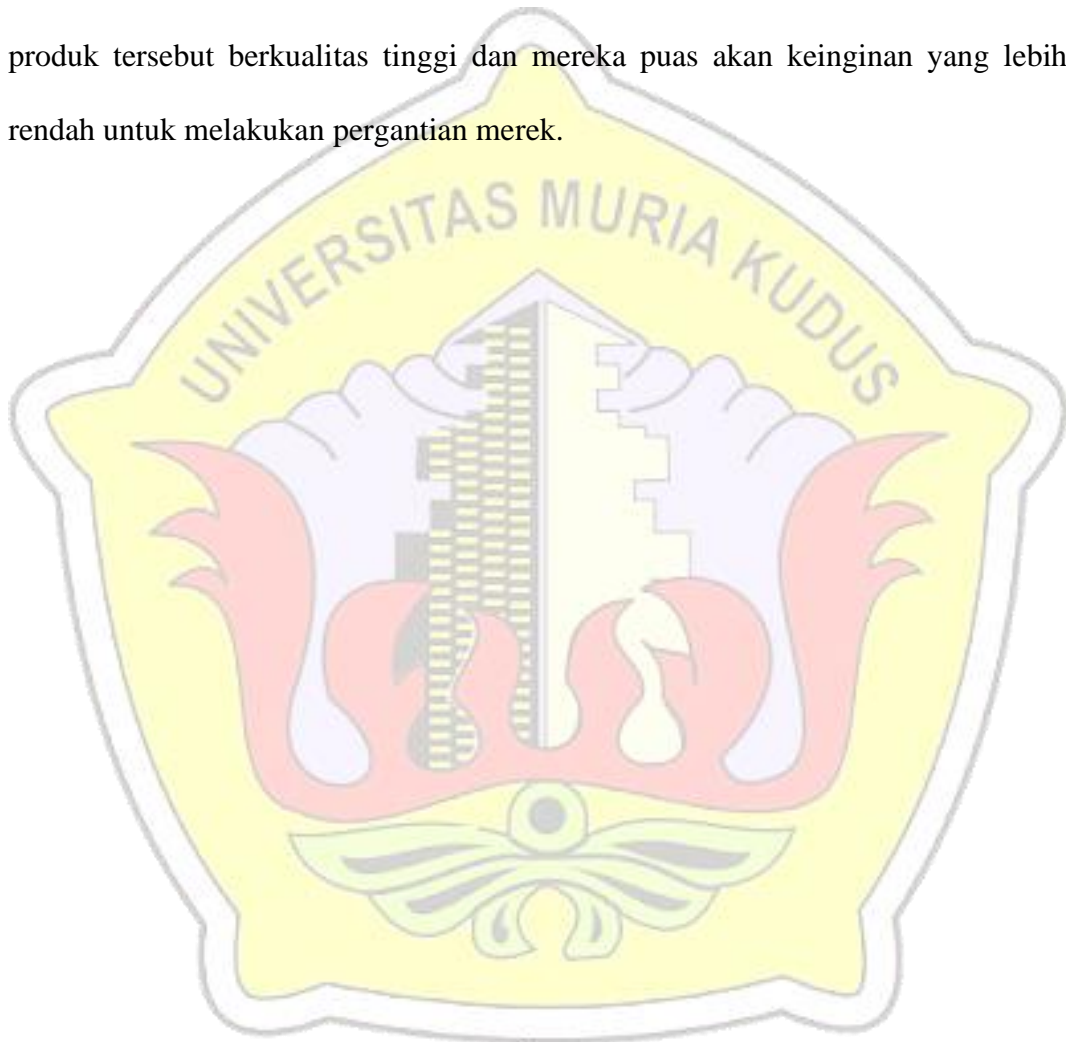 produk tersebut berkualitas tinggi dan mereka puas akan keinginan yang lebih
rendah untuk melakukan pergantian merek.
UNIVERSITAS MURIA KUDUS